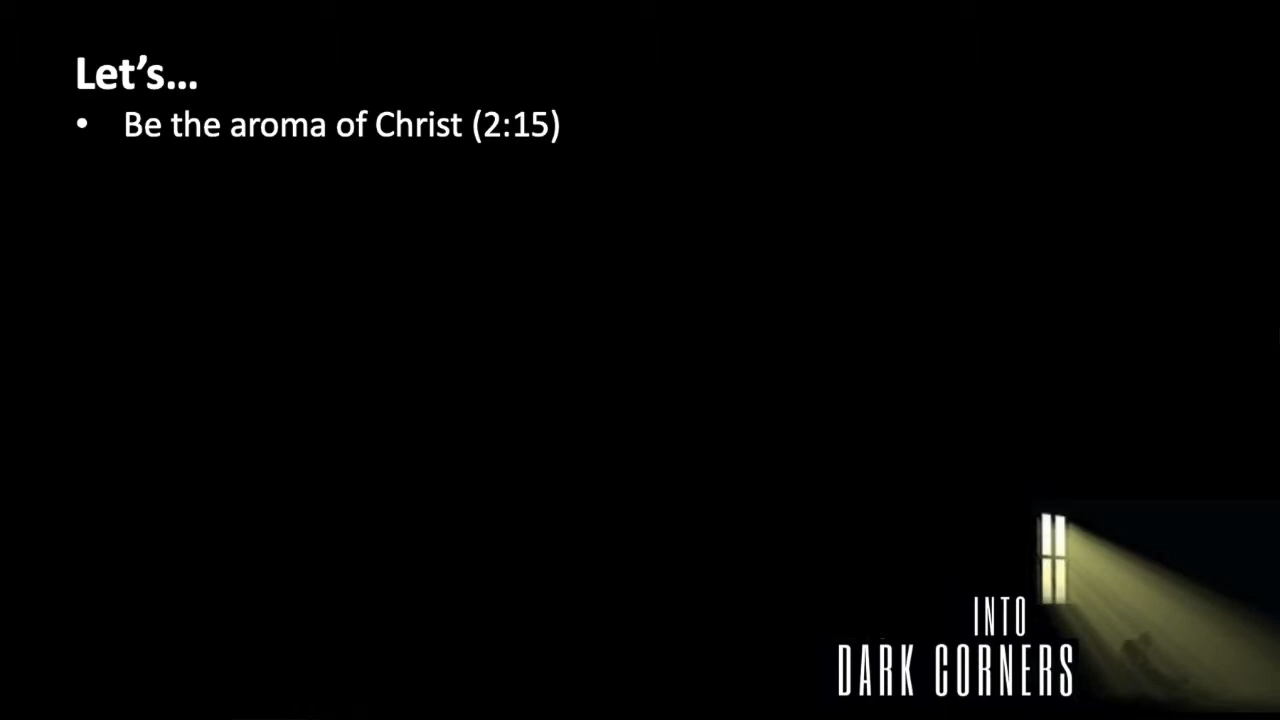 Let’s…
• Be the aroma of Christ (2:15)
INTO
DARK CORNERS